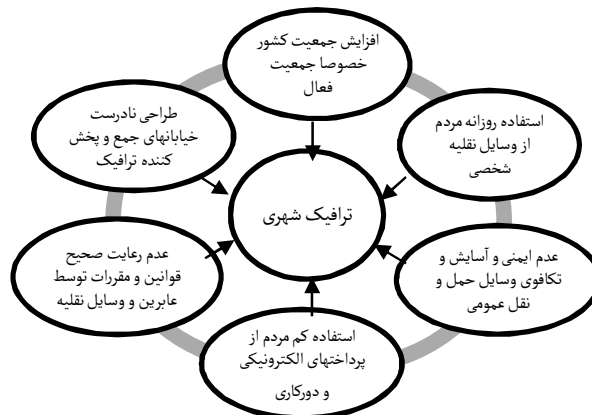 افزایش جمعیت کشور
خصوصا جمعیت
فعال
استفاده روزانه مردم
از وسایل نقلیه
شخصی
عدم ایمنی و آسایش و
تکافوی وسایل حمل و
نقل عمومی
استفاده کم مردم از
پرداختهای الکترونیکی
و دورکاری
عدم رعایت صحیح
قوانین و مقررات توسط
عابرین و وسایل نقلیه
طراحی نادرست
خیابانهای جمع و پخش
کننده ترافیک
ترافیک شهری